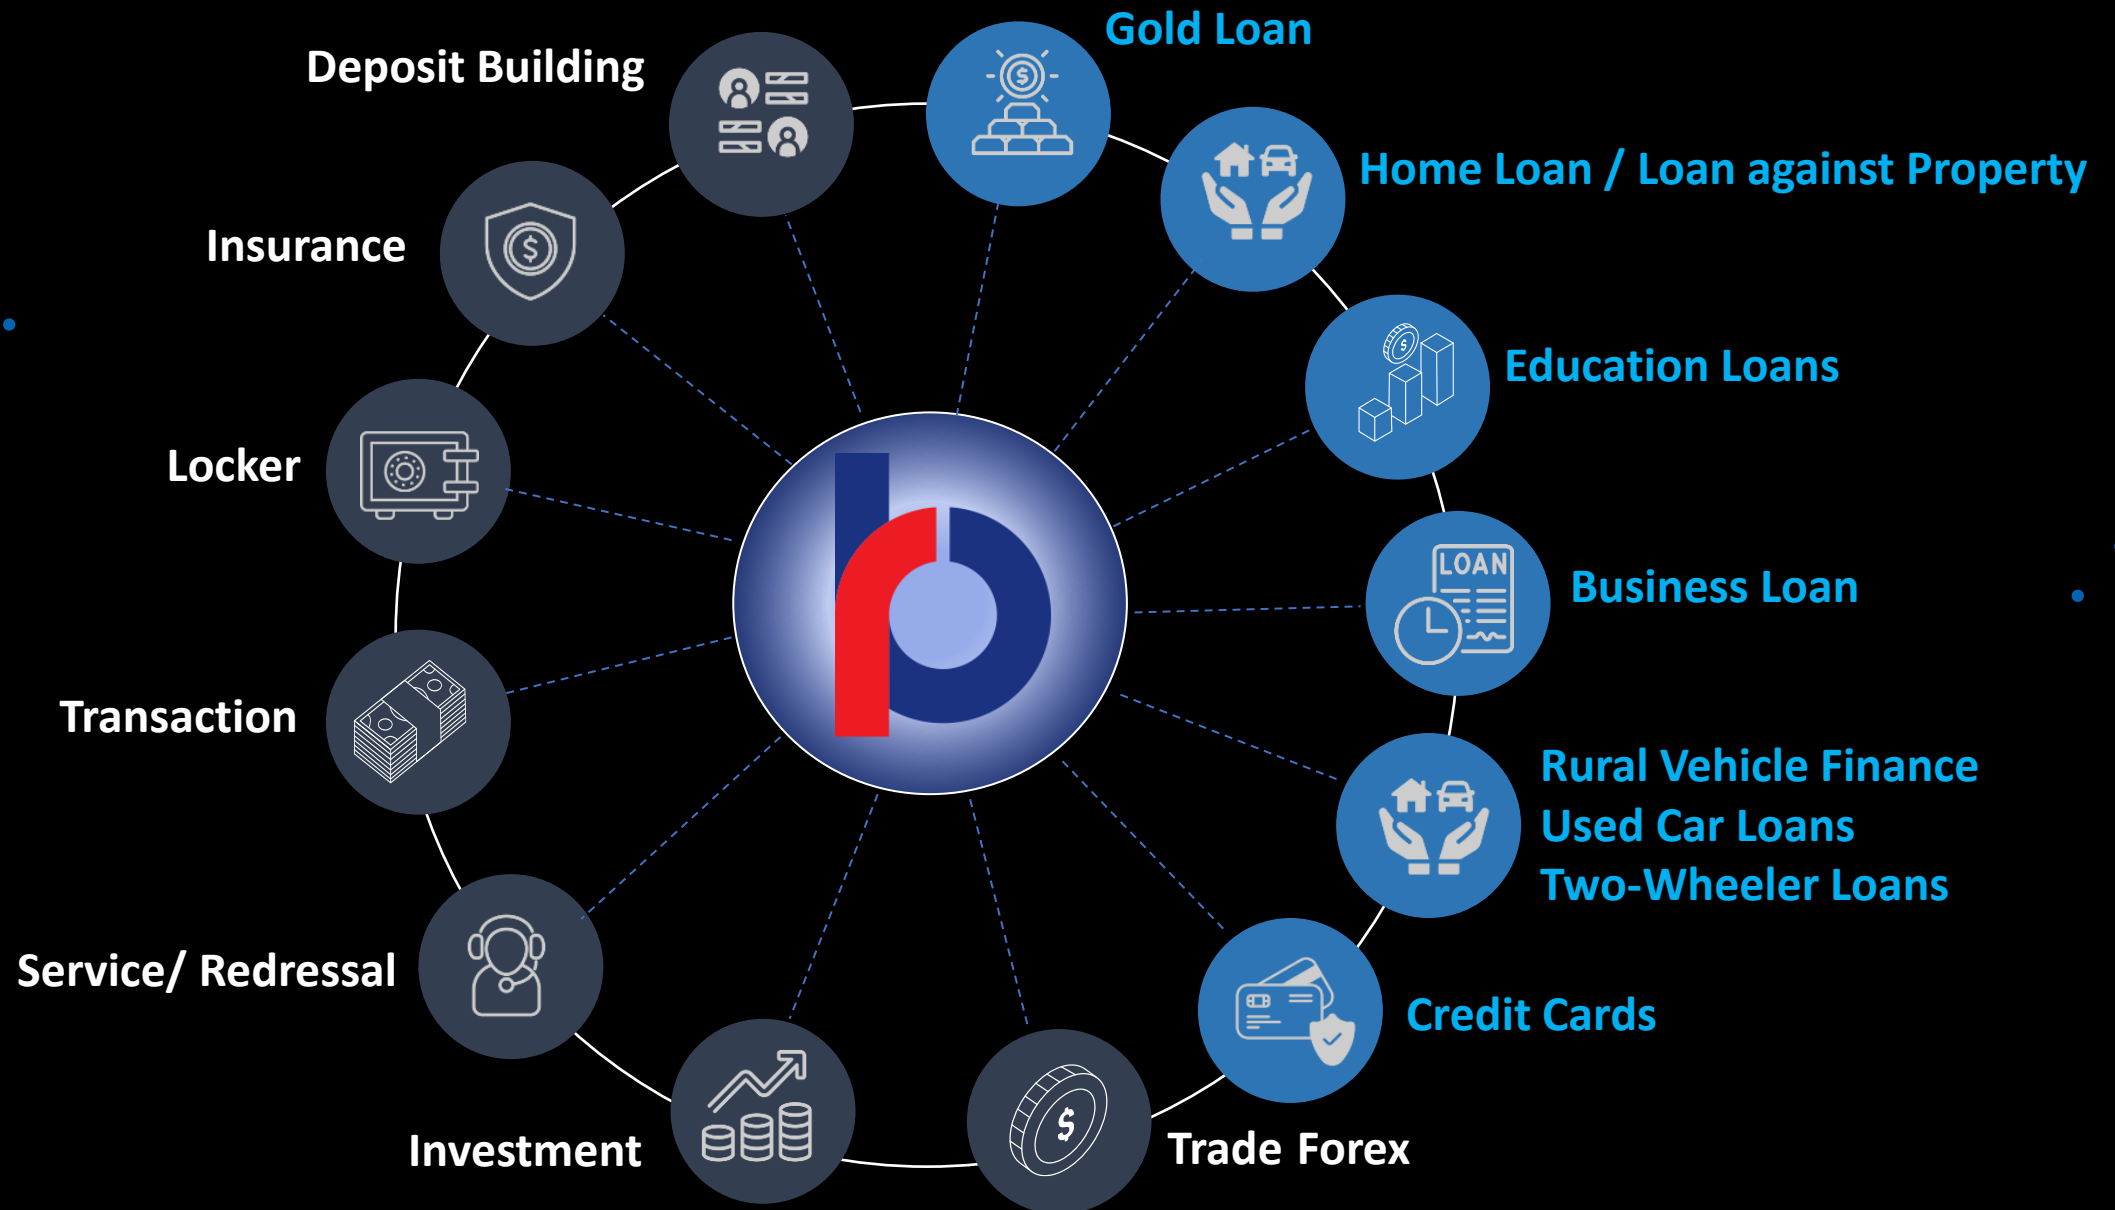 Gold Loan
Deposit Building
Home Loan / Loan against Property
Insurance
Education Loans
Locker
LOAN
Business Loan
Transaction
Rural Vehicle Finance
Used Car Loans
Two-Wheeler Loans
Service/ Redressal
Credit Cards
Investment
Trade Forex